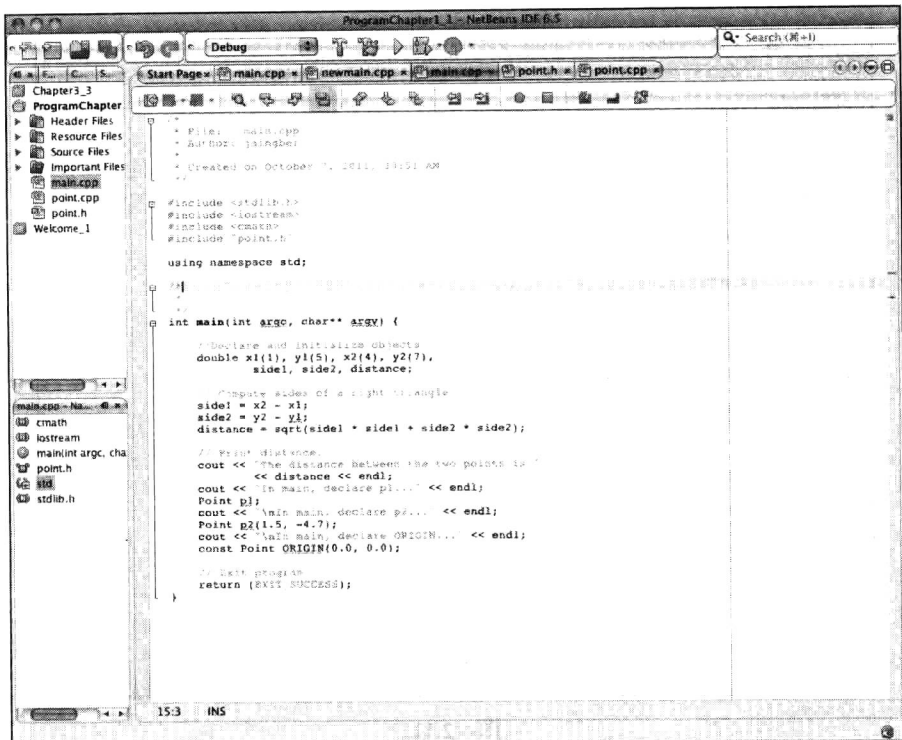 ProgramChapter1_1 - NetBeans IDE 6.5
Debug
Search (⌘+I)
F... C... S...
Start Page main.cpp newmain.cpp main.cpp point.h point.cpp
Chapter3_3
ProgramChapter
Header Files
Resource Files
Source Files
Important Files
main.cpp
point.cpp
point.h
Welcome_1
main.cpp - Na...
cmath
iostream
main(int argc, cha
point.h
std
stdlib.h
/*
* File: main.cpp
* Author: jaingber
*
* Created on October 7, 2011, AM
*/
#include <stdlib.h>
#include <iostream>
#include <cmath>
#include "point.h"
using namespace std;
/*
*
*/
int main(int argc, char** argv) {
//Declare and initialize objects
double x1(1), y1(5), x2(4), y2(7),
side1, side2, distance;
//Compute sides of a right triangle
side1 = x2 - x1;
side2 = y2 - y1;
distance = sqrt(side1 * side1 + side2 * side2);
// Print distance.
cout << "The distance between the two points is "
<< distance << endl;
cout << "In main, declare p1..." << endl;
Point p1;
cout << "\nIn main, declare p2... " << endl;
Point p2(1.5, -4.7);
cout << "\nIn main, declare ORIGIN..." << endl;
const Point ORIGIN(0.0, 0.0);
// Exit program
return (EXIT_SUCCESS);
}
15:3 INS